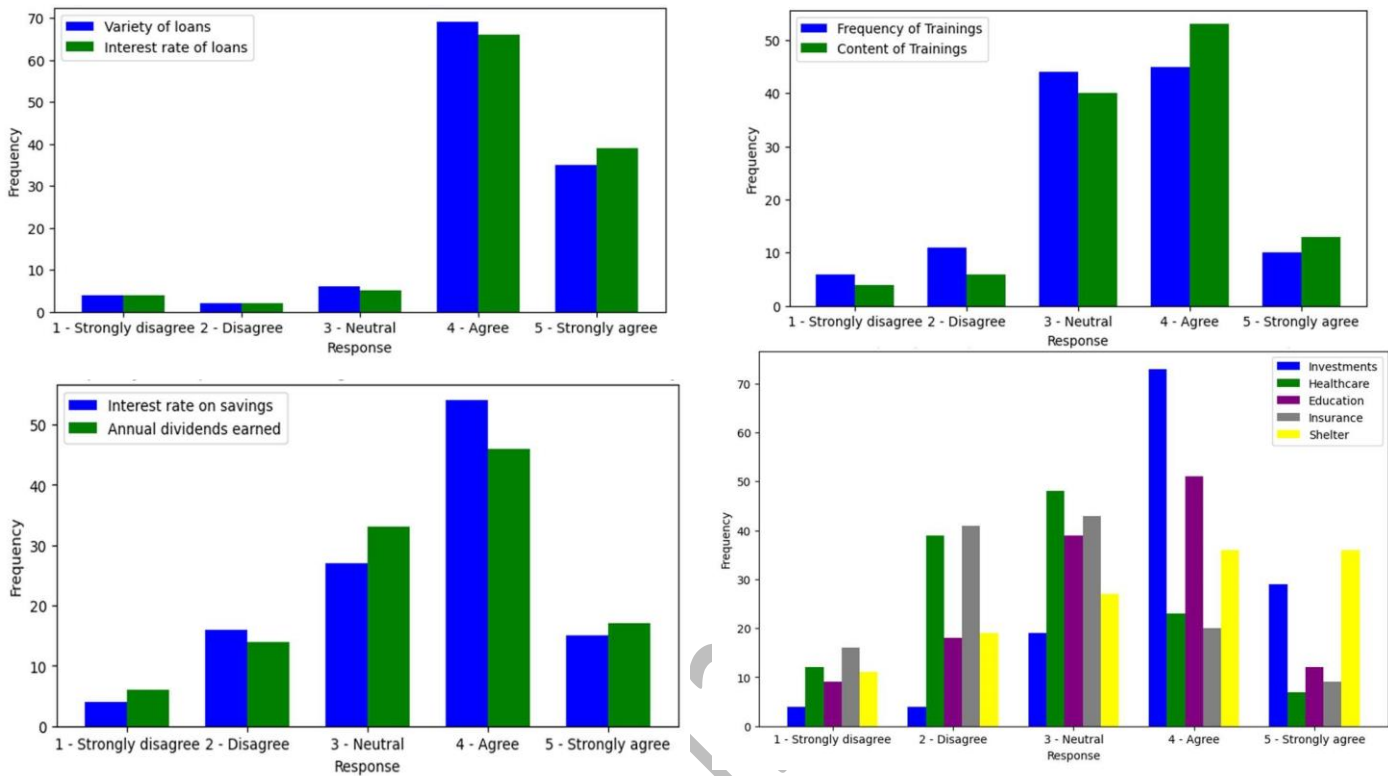 Variety of loans
Interest rate of loans
70
60
50
40
30
20
10
0
Frequency
1 - Strongly disagree 2 - Disagree 3 - Neutral 4 - Agree 5 - Strongly agree
Response
Frequency of Trainings
Content of Trainings
50
40
30
20
10
0
Frequency
1 - Strongly disagree 2 - Disagree 3 - Neutral 4 - Agree 5 - Strongly agree
Response
Interest rate on savings
Annual dividends earned
50
40
30
20
10
0
Frequency
1 - Strongly disagree 2 - Disagree 3 - Neutral 4 - Agree 5 - Strongly agree
Response
Investments
Healthcare
Education
Insurance
Shelter
70
60
50
40
30
20
10
0
Frequency
1 - Strongly disagree 2 - Disagree 3 - Neutral 4 - Agree 5 - Strongly agree
Response